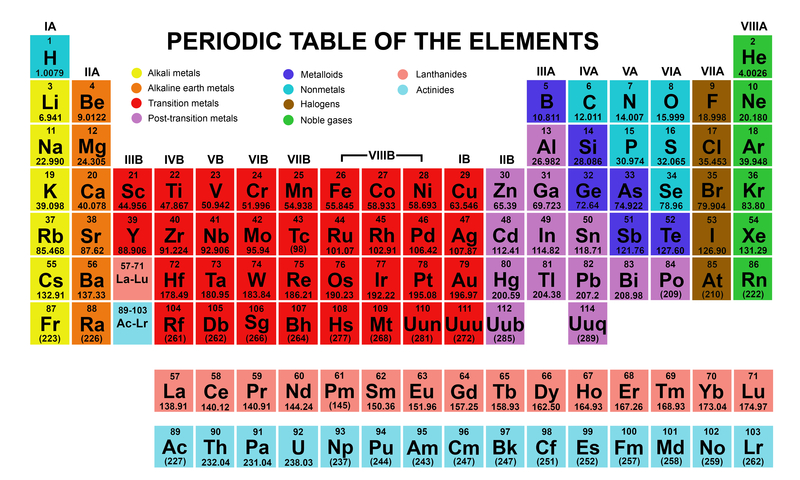 PERIODIC TABLE OF THE ELEMENTS
IA VIIIA
1 2
H He
1.0079 4.0026
IIA IIIA IVA VA VIA VIIA
Alkali metals Metalloids Lanthanides
Alkaline earth metals Nonmetals Actinides
Transition metals Halogens
Post-transition metals Noble gases
3 4 5 6 7 8 9 10
Li Be B C N O F Ne
6.941 9.0122 10.811 12.011 14.007 15.999 18.998 20.180
11 12 13 14 15 16 17 18
Na Mg Al Si P S Cl Ar
22.990 24.305 26.982 28.086 30.974 32.065 35.453 39.948
IIIB IVB VB VIB VIIB VIIIB IB IIB
19 20 21 22 23 24 25 26 27 28 29 30 31 32 33 34 35 36
K Ca Sc Ti V Cr Mn Fe Co Ni Cu Zn Ga Ge As Se Br Kr
39.098 40.078 44.956 47.867 50.942 51.996 54.938 55.845 58.933 58.693 63.546 65.39 69.723 72.64 74.922 78.96 79.904 83.80
37 38 39 40 41 42 43 44 45 46 47 48 49 50 51 52 53 54
Rb Sr Y Zr Nb Mo Tc Ru Rh Pd Ag Cd In Sn Sb Te I Xe
85.468 87.62 88.906 91.224 92.906 95.94 (98) 101.07 102.91 106.42 107.87 112.41 114.82 118.71 121.76 127.60 126.90 131.29
55 56 57-71 72 73 74 75 76 77 78 79 80 81 82 83 84 85 86
Cs Ba La-Lu Hf Ta W Re Os Ir Pt Au Hg Tl Pb Bi Po At Rn
132.91 137.33 178.49 180.95 183.84 186.21 190.23 192.22 195.08 196.97 200.59 204.38 207.2 208.98 (209) (210) (222)
87 88 89-103 104 105 106 107 108 109 110 111 112 114
Fr Ra Ac-Lr Rf Db Sg Bh Hs Mt Uun Uuu Uub Uuq
(223) (226) (261) (262) (266) (264) (277) (268) (281) (272) (285) (289)
57 58 59 60 61 62 63 64 65 66 67 68 69 70 71
La Ce Pr Nd Pm Sm Eu Gd Tb Dy Ho Er Tm Yb Lu
138.91 140.12 140.91 144.24 (145) 150.36 151.96 157.25 158.93 162.50 164.93 167.26 168.93 173.04 174.97
89 90 91 92 93 94 95 96 97 98 99 100 101 102 103
Ac Th Pa U Np Pu Am Cm Bk Cf Es Fm Md No Lr
(227) 232.04 231.04 238.03 (237) (244) (243) (247) (247) (251) (252) (257) (258) (259) (262)